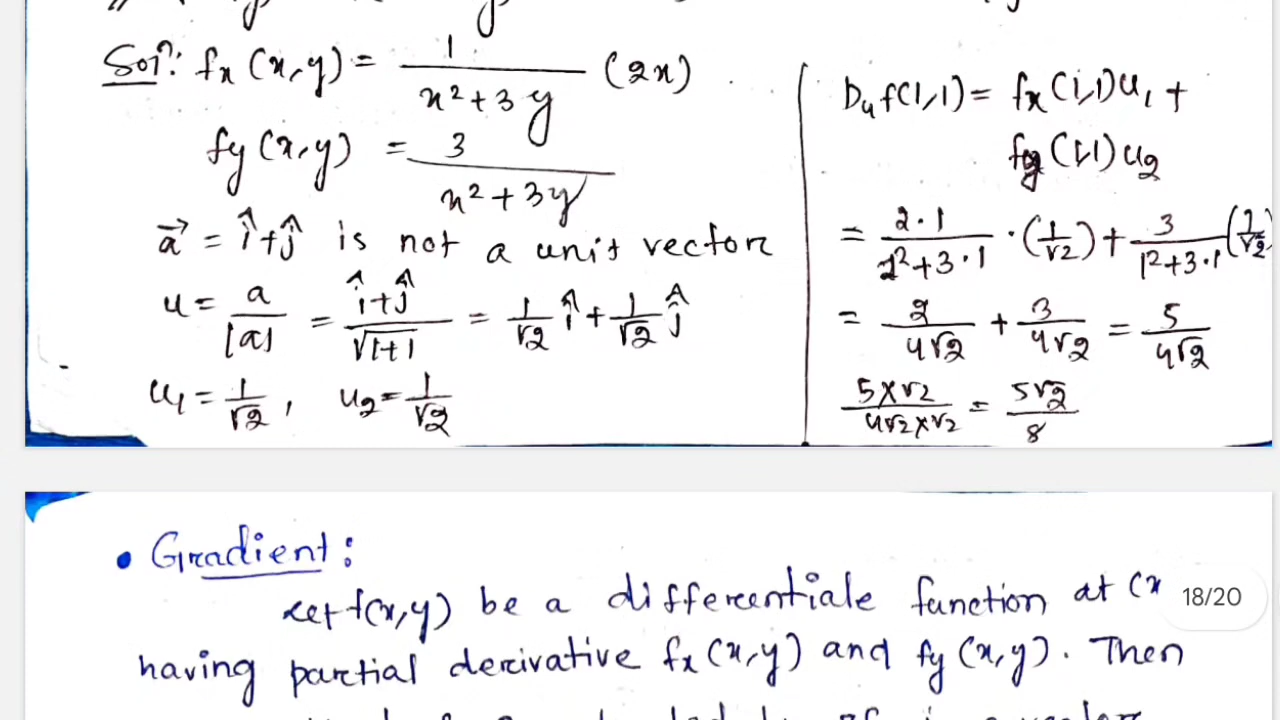 Solⁿ: fx (x,y) = 1/(x²+3y) (2x)
fy (x,y) = 3/(x²+3y)
a⃗ = î+ĵ is not a unit vector
u = a/|a| = (î+ĵ)/√(1+1) = 1/√2 î + 1/√2 ĵ
u₁ = 1/√2 , u₂ = 1/√2
Duf(1,1) = fx(1,1)u₁ +
fy(1,1)u₂
= 2·1/(1²+3·1) · (1/√2) + 3/(1²+3·1) (1/√2)
= 2/(4√2) + 3/(4√2) = 5/(4√2)
(5×√2)/(4√2×√2) = 5√2/8
• Gradient:
Let f(x,y) be a differentiale function at (x
18/20
having partial derivative fx (x,y) and fy (x,y). Then